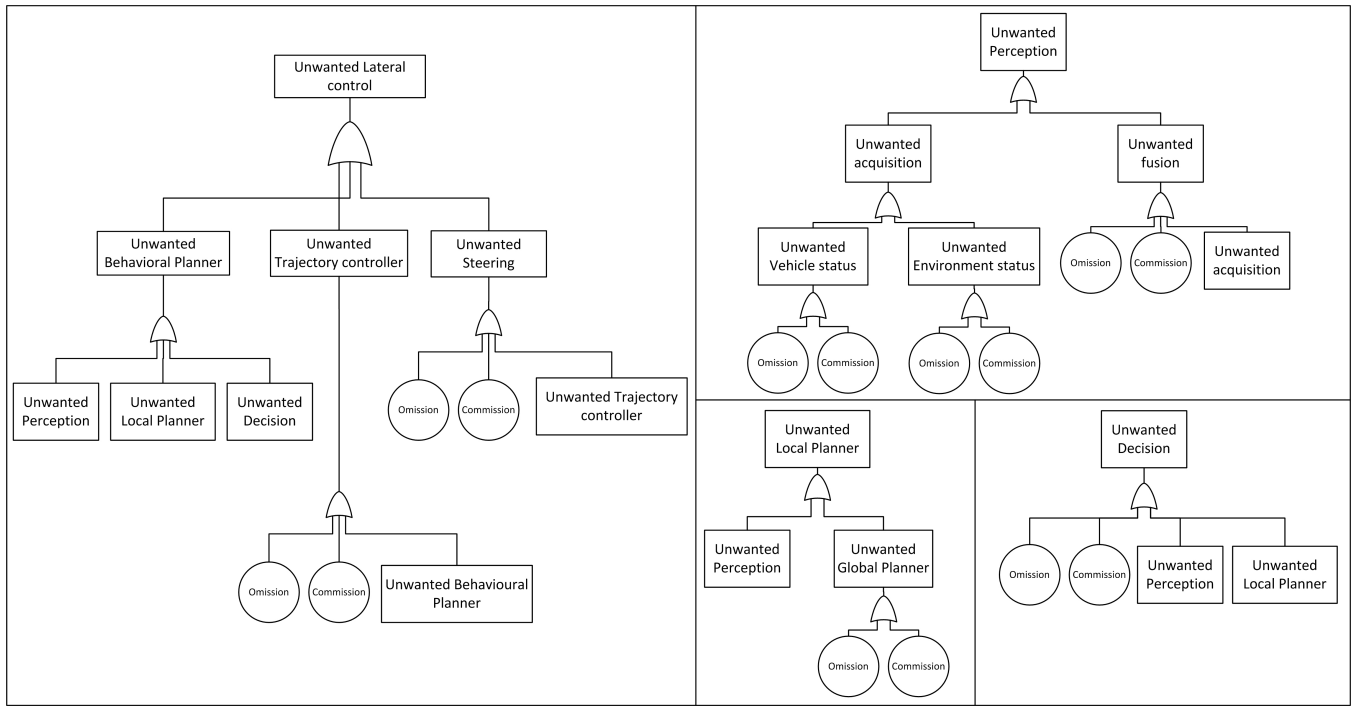 Unwanted Lateral
control
Unwanted
Behavioral Planner
Unwanted
Trajectory controller
Unwanted
Steering
Unwanted
Perception
Unwanted
Local Planner
Unwanted
Decision
Omission
Commission
Unwanted Trajectory
controller
Omission
Commission
Unwanted Behavioural
Planner
Unwanted
Perception
Unwanted
acquisition
Unwanted
fusion
Unwanted
Vehicle status
Unwanted
Environment status
Omission
Commission
Unwanted
acquisition
Omission
Commission
Omission
Commission
Unwanted
Local Planner
Unwanted
Perception
Unwanted
Global Planner
Omission
Commission
Unwanted
Decision
Omission
Commission
Unwanted
Perception
Unwanted
Local Planner